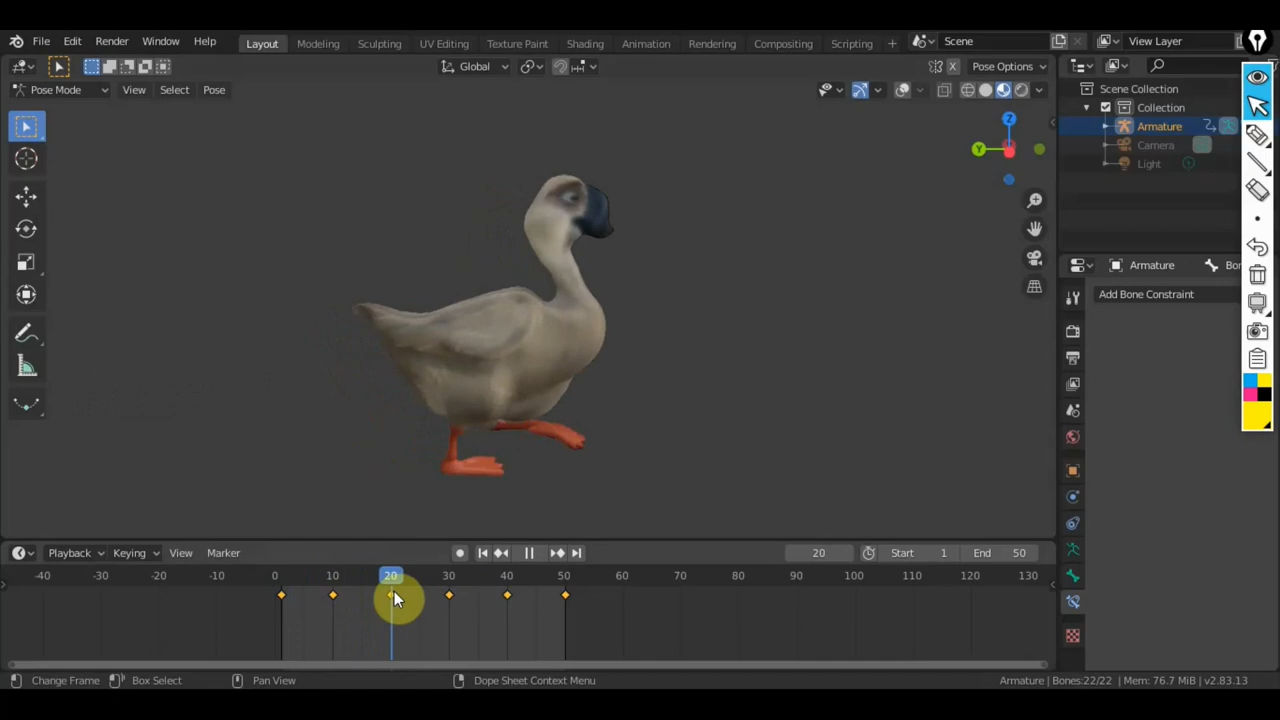 File Edit Render Window Help Layout Modeling Sculpting UV Editing Texture Paint Shading Animation Rendering Compositing Scripting + Scene View Layer
Global Pose Options
Pose Mode View Select Pose
Z
Y
Scene Collection
Collection
Armature
Camera
Light
Armature Bon
Add Bone Constraint
Playback Keying View Marker 20 Start 1 End 50
-40 -30 -20 -10 0 10 20 30 40 50 60 70 80 90 100 110 120 130
Change Frame Box Select Pan View Dope Sheet Context Menu Armature | Bones:22/22 | Mem: 76.7 MiB | v2.83.13